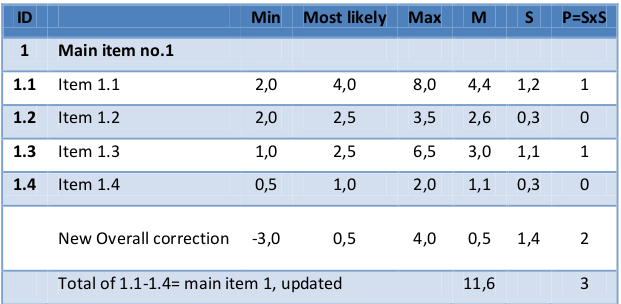 ID Min Most likely Max M S P=SxS
1 Main item no.1
1.1 Item 1.1 2,0 4,0 8,0 4,4 1,2 1
1.2 Item 1.2 2,0 2,5 3,5 2,6 0,3 0
1.3 Item 1.3 1,0 2,5 6,5 3,0 1,1 1
1.4 Item 1.4 0,5 1,0 2,0 1,1 0,3 0
New Overall correction -3,0 0,5 4,0 0,5 1,4 2
Total of 1.1-1.4= main item 1, updated 11,6 3